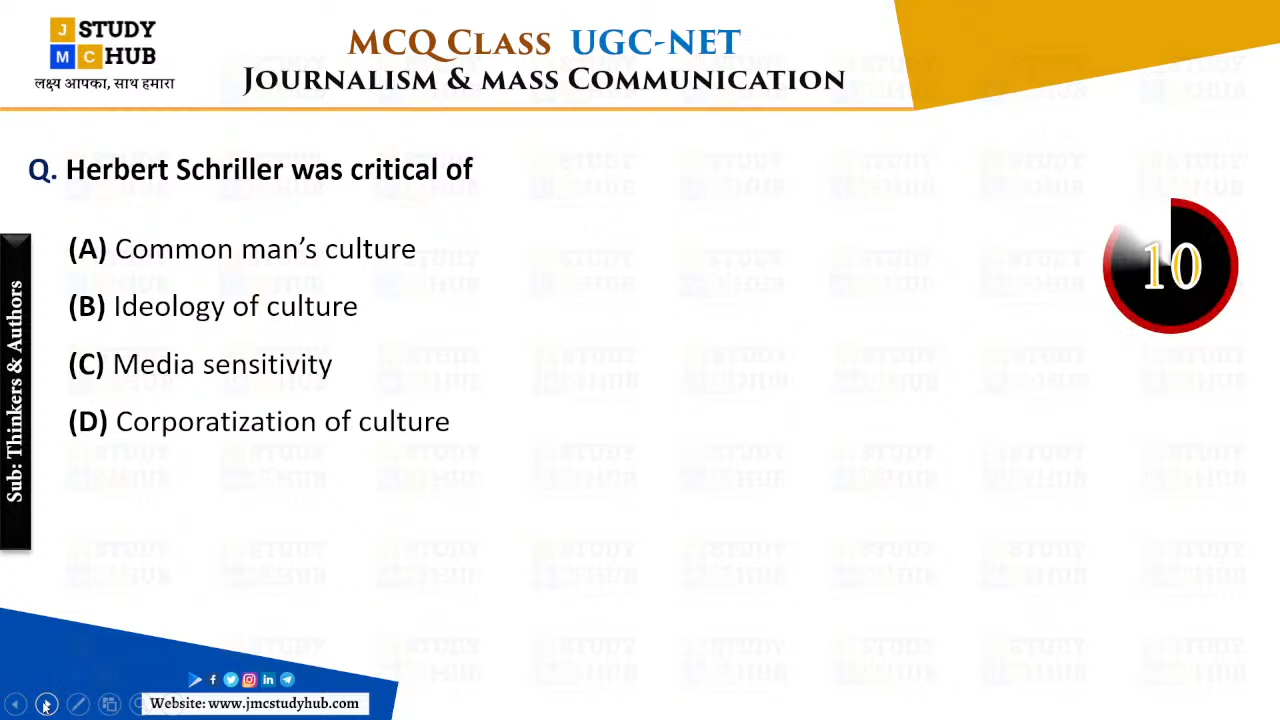 J STUDY
MC HUB
लक्ष्य आपका, साथ हमारा
MCQ Class UGC-NET
Journalism & mass Communication
Q. Herbert Schriller was critical of
(A) Common man's culture
(B) Ideology of culture
(C) Media sensitivity
(D) Corporatization of culture
10
Sub: Thinkers & Authors
Website: www.jmcstudyhub.com